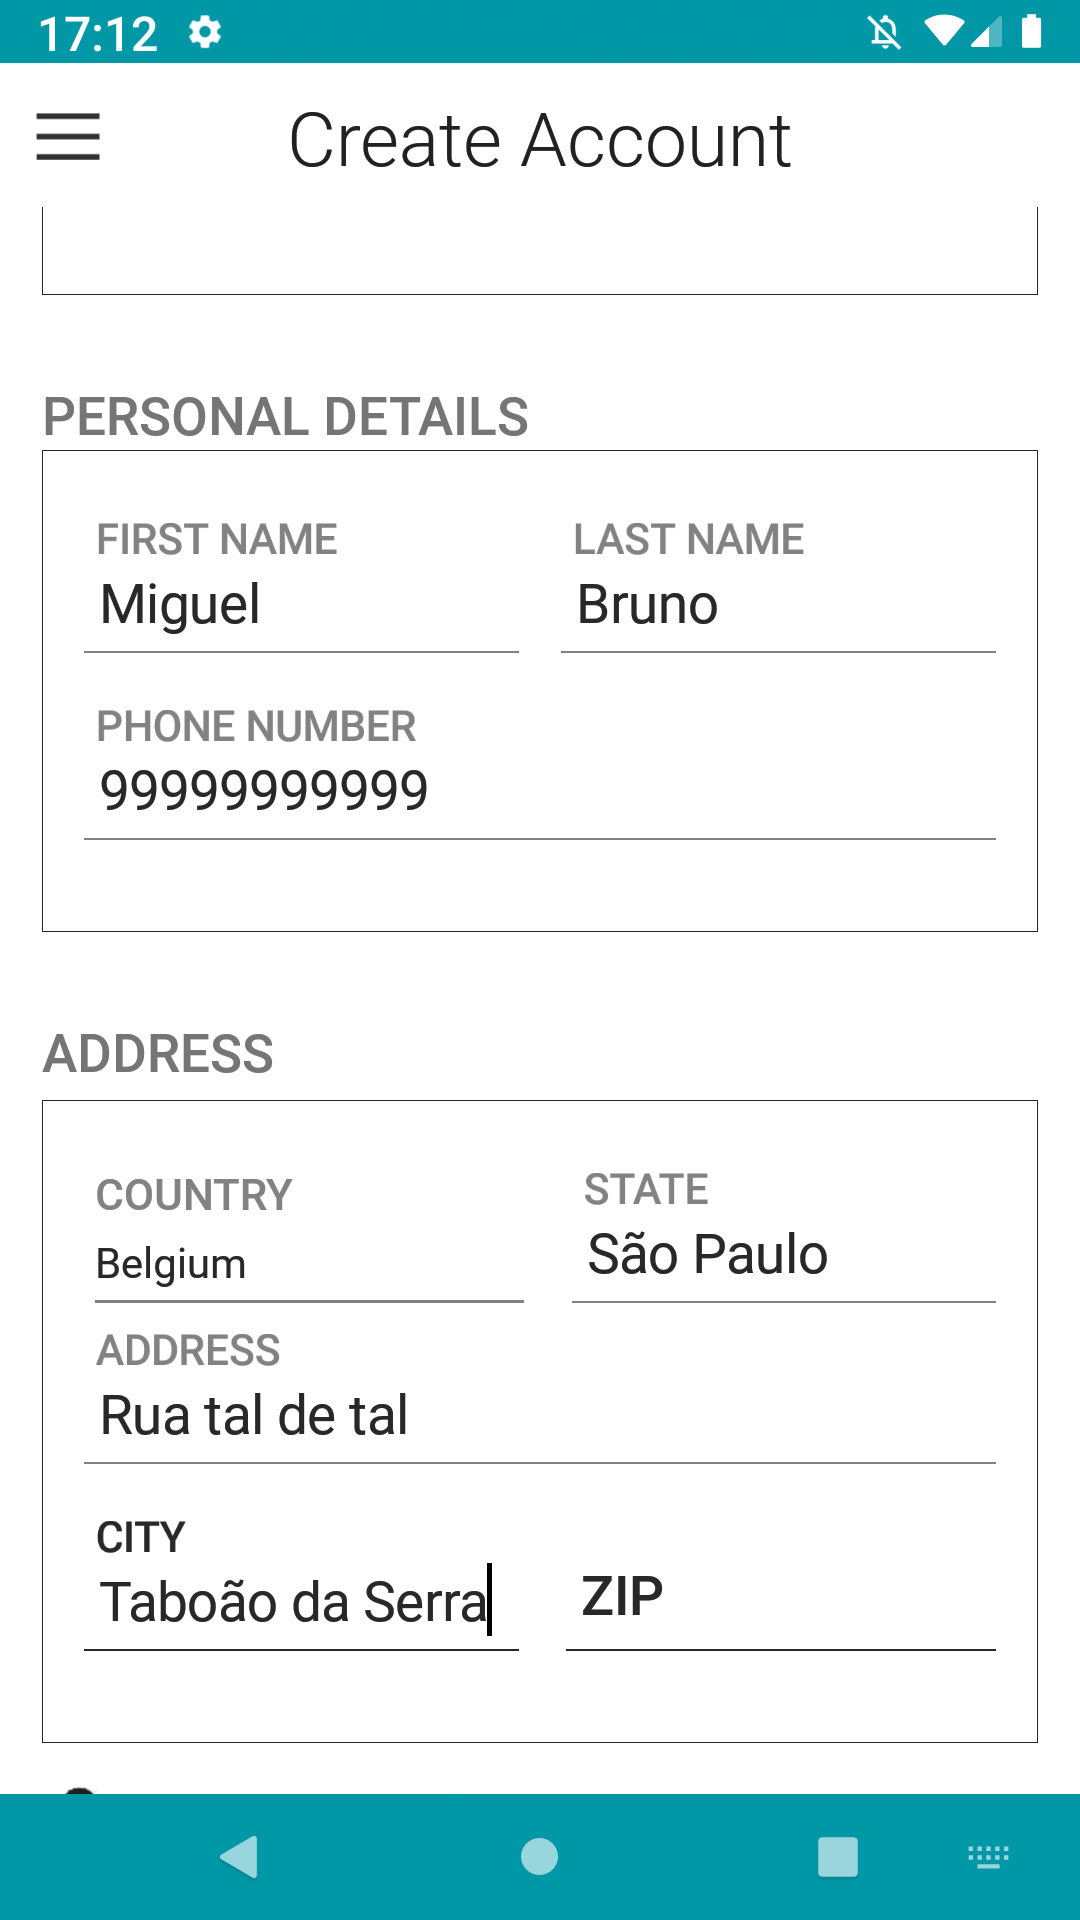 17:12
Create Account
PERSONAL DETAILS
FIRST NAME LAST NAME
Miguel Bruno
PHONE NUMBER
99999999999
ADDRESS
COUNTRY STATE
Belgium São Paulo
ADDRESS
Rua tal de tal
CITY
Taboão da Serra ZIP